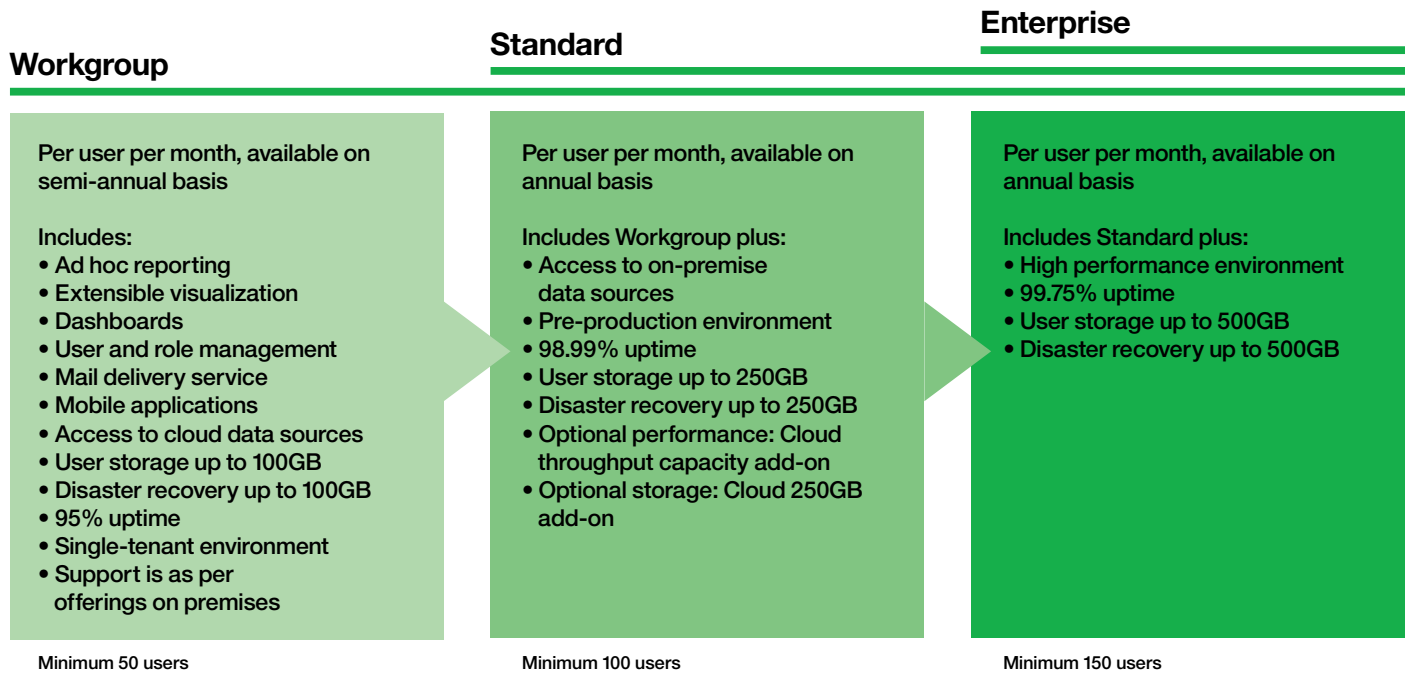 Workgroup
Standard
Enterprise
Per user per month, available on
semi-annual basis
Includes:
• Ad hoc reporting
• Extensible visualization
• Dashboards
• User and role management
• Mail delivery service
• Mobile applications
• Access to cloud data sources
• User storage up to 100GB
• Disaster recovery up to 100GB
• 95% uptime
• Single-tenant environment
• Support is as per
offerings on premises
Minimum 50 users
Per user per month, available on
annual basis
Includes Workgroup plus:
• Access to on-premise
data sources
• Pre-production environment
• 98.99% uptime
• User storage up to 250GB
• Disaster recovery up to 250GB
• Optional performance: Cloud
throughput capacity add-on
• Optional storage: Cloud 250GB
add-on
Minimum 100 users
Per user per month, available on
annual basis
Includes Standard plus:
• High performance environment
• 99.75% uptime
• User storage up to 500GB
• Disaster recovery up to 500GB
Minimum 150 users